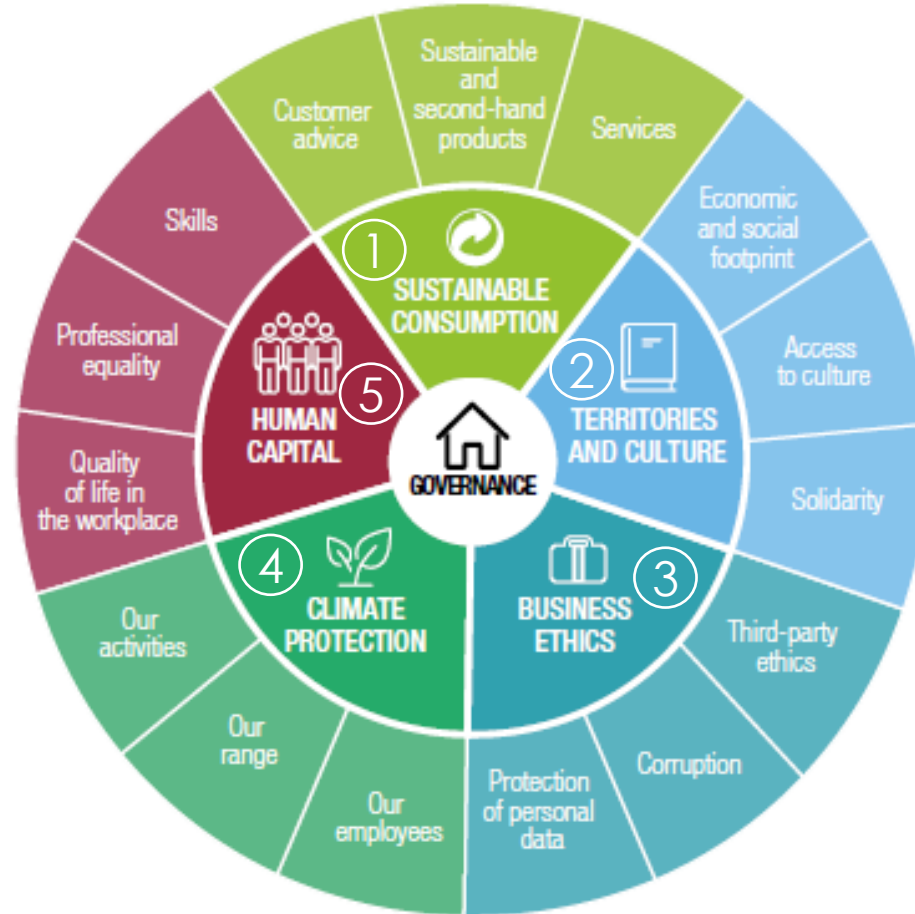 Customer
advice
Sustainable
and
second-hand
products
Services
Economic
and social
footprint
Access
to culture
Solidarity
Third-party
ethics
Corruption
Protection
of personal
data
Our
employees
Our
range
Our
activities
Quality
of life in
the workplace
Professional
equality
Skills
1
SUSTAINABLE
CONSUMPTION
2
TERRITORIES
AND CULTURE
3
BUSINESS
ETHICS
4
CLIMATE
PROTECTION
5
HUMAN
CAPITAL
GOVERNANCE